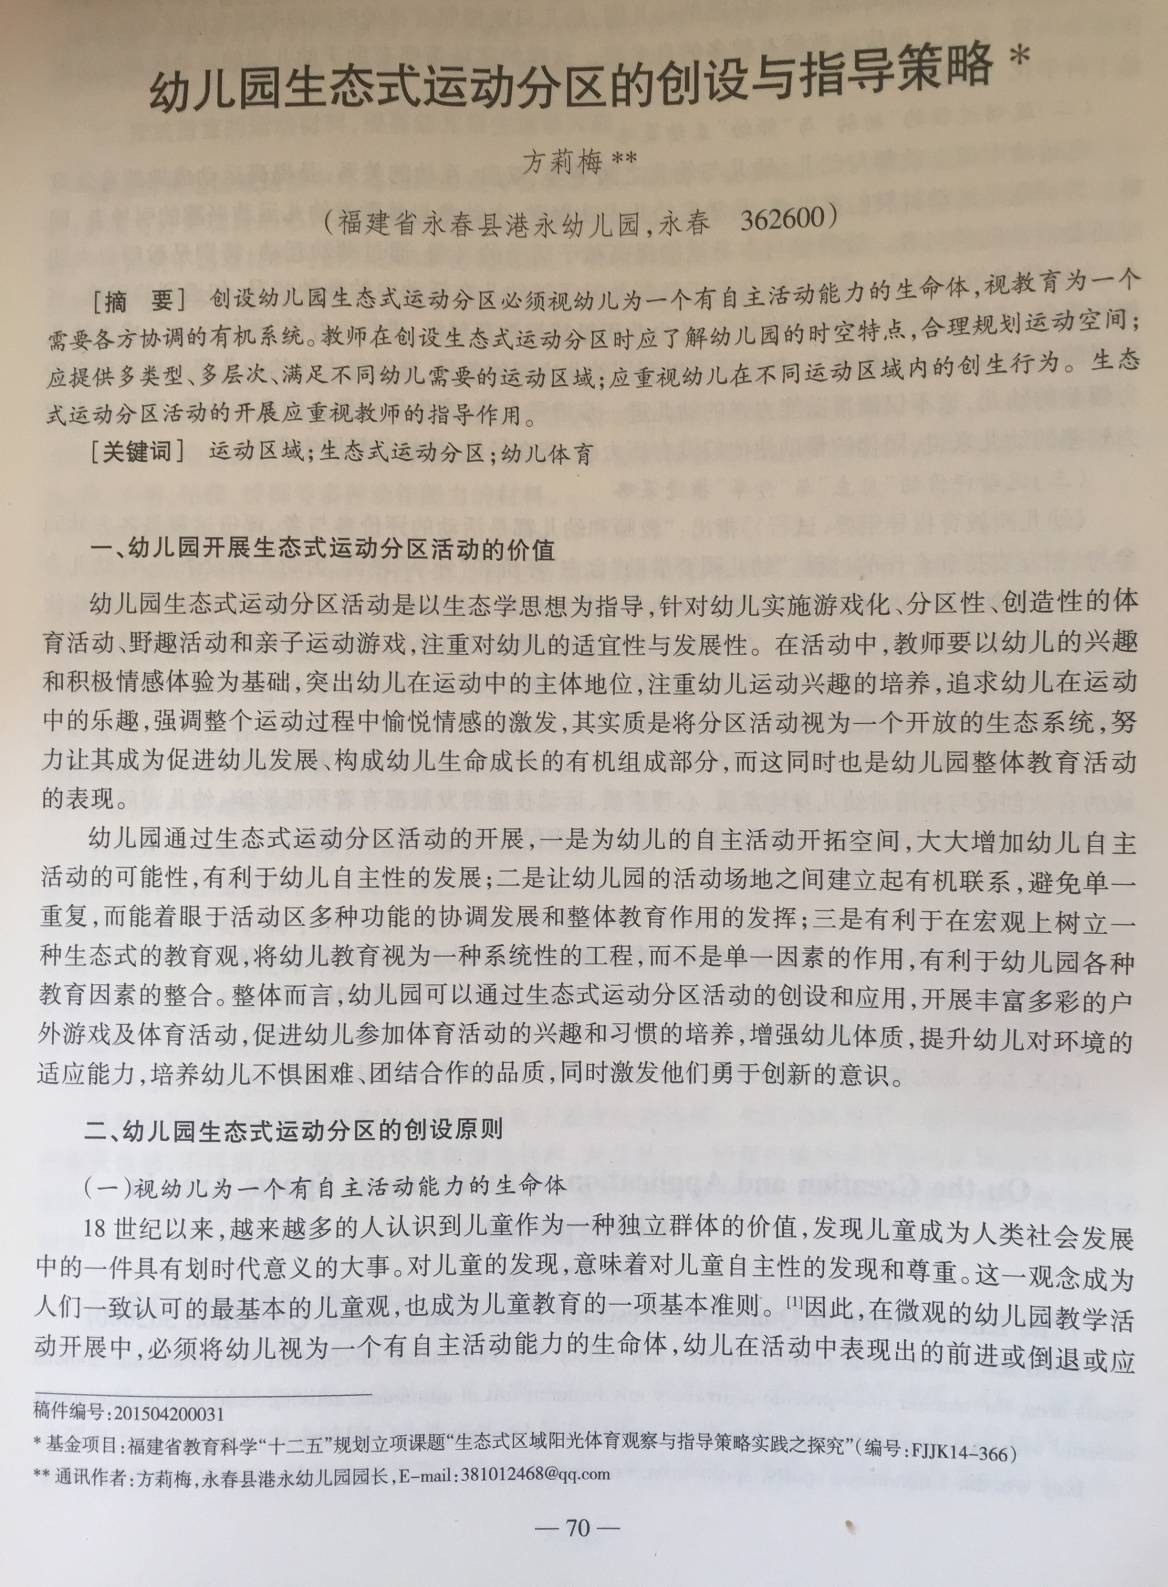 幼儿园生态式运动分区的创设与指导策略*
方莉梅**
(福建省永春县港永幼儿园,永春 362600)
[摘 要] 创设幼儿园生态式运动分区必须视幼儿为一个有自主活动能力的生命体,视教育为一个
需要各方协调的有机系统。教师在创设生态式运动分区时应了解幼儿园的时空特点,合理规划运动空间;
应提供多类型、多层次、满足不同幼儿需要的运动区域;应重视幼儿在不同运动区域内的创生行为。生态
式运动分区活动的开展应重视教师的指导作用。
[关键词] 运动区域;生态式运动分区;幼儿体育
一、幼儿园开展生态式运动分区活动的价值
幼儿园生态式运动分区活动是以生态学思想为指导,针对幼儿实施游戏化、分区性、创造性的体
育活动、野趣活动和亲子运动游戏,注重对幼儿的适宜性与发展性。在活动中,教师要以幼儿的兴趣
和积极情感体验为基础,突出幼儿在运动中的主体地位,注重幼儿运动兴趣的培养,追求幼儿在运动
中的乐趣,强调整个运动过程中愉悦情感的激发,其实质是将分区活动视为一个开放的生态系统,努
力让其成为促进幼儿发展、构成幼儿生命成长的有机组成部分,而这同时也是幼儿园整体教育活动
的表现。
幼儿园通过生态式运动分区活动的开展,一是为幼儿的自主活动开拓空间,大大增加幼儿自主
活动的可能性,有利于幼儿自主性的发展;二是让幼儿园的活动场地之间建立起有机联系,避免单一
重复,而能着眼于活动区多种功能的协调发展和整体教育作用的发挥;三是有利于在宏观上树立一
种生态式的教育观,将幼儿教育视为一种系统性的工程,而不是单一因素的作用,有利于幼儿园各种
教育因素的整合。整体而言,幼儿园可以通过生态式运动分区活动的创设和应用,开展丰富多彩的户
外游戏及体育活动,促进幼儿参加体育活动的兴趣和习惯的培养,增强幼儿体质,提升幼儿对环境的
适应能力,培养幼儿不惧困难、团结合作的品质,同时激发他们勇于创新的意识。
二、幼儿园生态式运动分区的创设原则
(一)视幼儿为一个有自主活动能力的生命体
18世纪以来,越来越多的人认识到儿童作为一种独立群体的价值,发现儿童成为人类社会发展
中的一件具有划时代意义的大事。对儿童的发现,意味着对儿童自主性的发现和尊重。这一观念成为
人们一致认可的最基本的儿童观,也成为儿童教育的一项基本准则。[1]因此,在微观的幼儿园教学活
动开展中,必须将幼儿视为一个有自主活动能力的生命体,幼儿在活动中表现出的前进或倒退或应
稿件编号:201504200031
*基金项目:福建省教育科学“十二五”规划立项课题“生态式区域阳光体育观察与指导策略实践之探究”(编号:FJJK14-366)
**通讯作者:方莉梅,永春县港永幼儿园园长,E-mail:381012468@qq.com
— 70 —